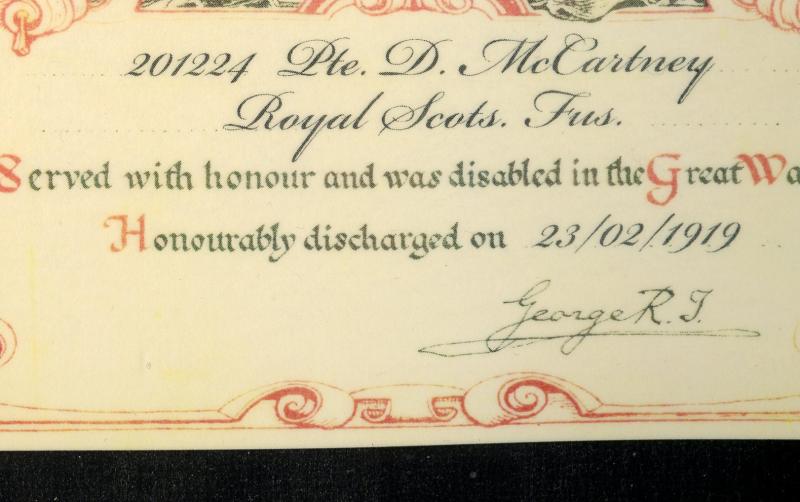 201224 Pte. D. McCartney
Royal Scots. Fus.
Served with honour and was disabled in the Great Wa
Honourably discharged on 23/02/1919
George R.I.